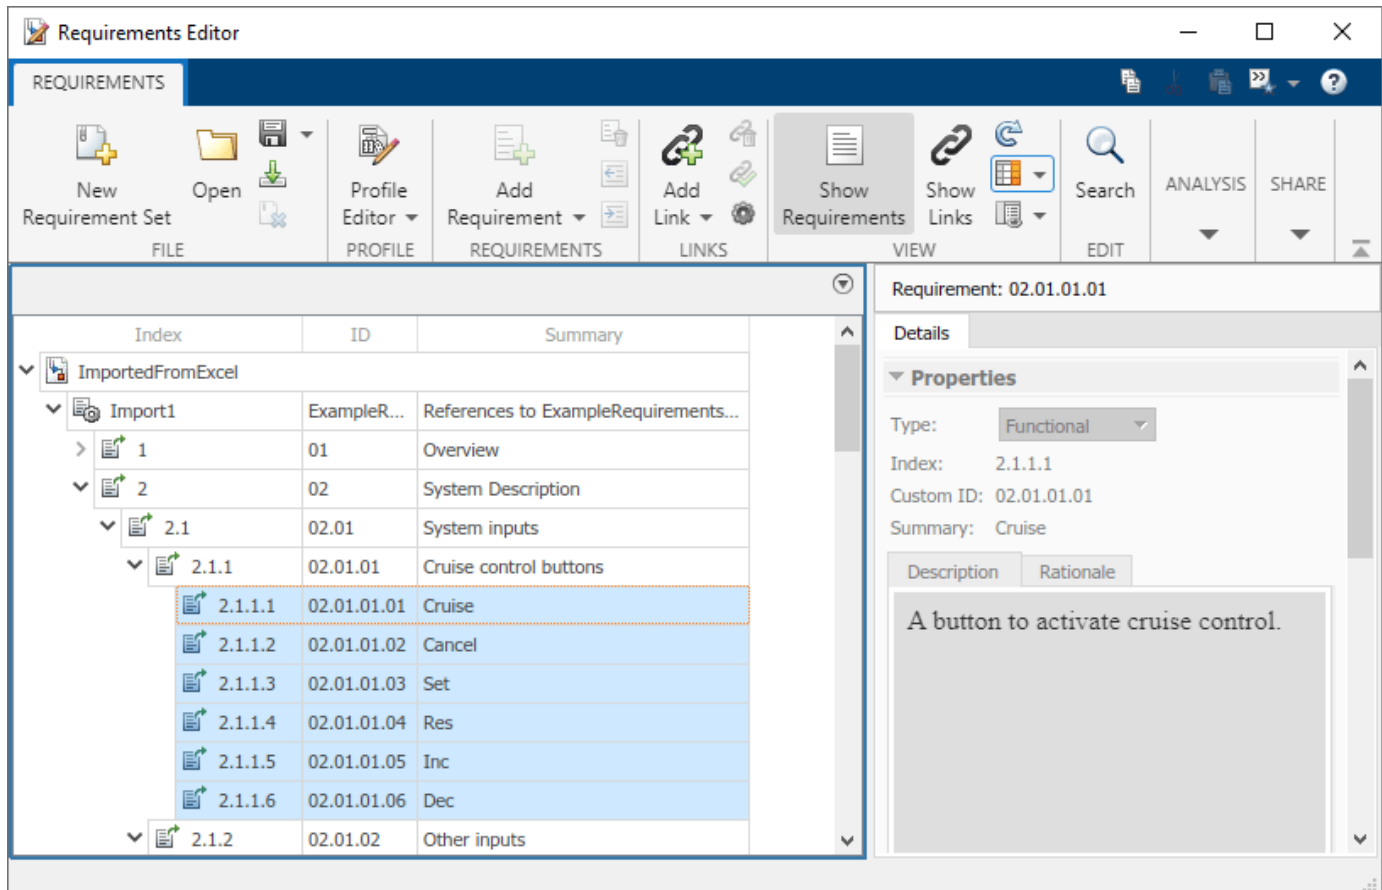 Requirements Editor
REQUIREMENTS
New Requirement Set
Open
Profile Editor
Add Requirement
Add Link
Show Requirements
Show Links
Search
ANALYSIS
SHARE
FILE
PROFILE
REQUIREMENTS
LINKS
VIEW
EDIT
Index ID Summary
ImportedFromExcel
Import1 ExampleR... References to ExampleRequirements...
1 01 Overview
2 02 System Description
2.1 02.01 System inputs
2.1.1 02.01.01 Cruise control buttons
2.1.1.1 02.01.01.01 Cruise
2.1.1.2 02.01.01.02 Cancel
2.1.1.3 02.01.01.03 Set
2.1.1.4 02.01.01.04 Res
2.1.1.5 02.01.01.05 Inc
2.1.1.6 02.01.01.06 Dec
2.1.2 02.01.02 Other inputs
Requirement: 02.01.01.01
Details
Properties
Type: Functional
Index: 2.1.1.1
Custom ID: 02.01.01.01
Summary: Cruise
Description Rationale
A button to activate cruise control.